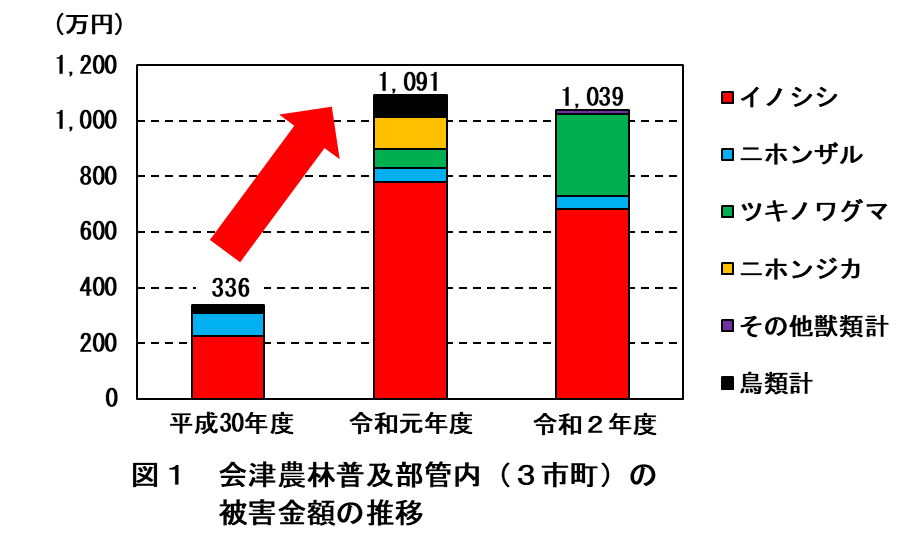 (万円)
1,200
1,000
800
600
400
200
0
336
1,091
1,039
平成30年度
令和元年度
令和２年度
イノシシ
ニホンザル
ツキノワグマ
ニホンジカ
その他獣類計
鳥類計
図１　会津農林普及部管内（３市町）の
被害金額の推移